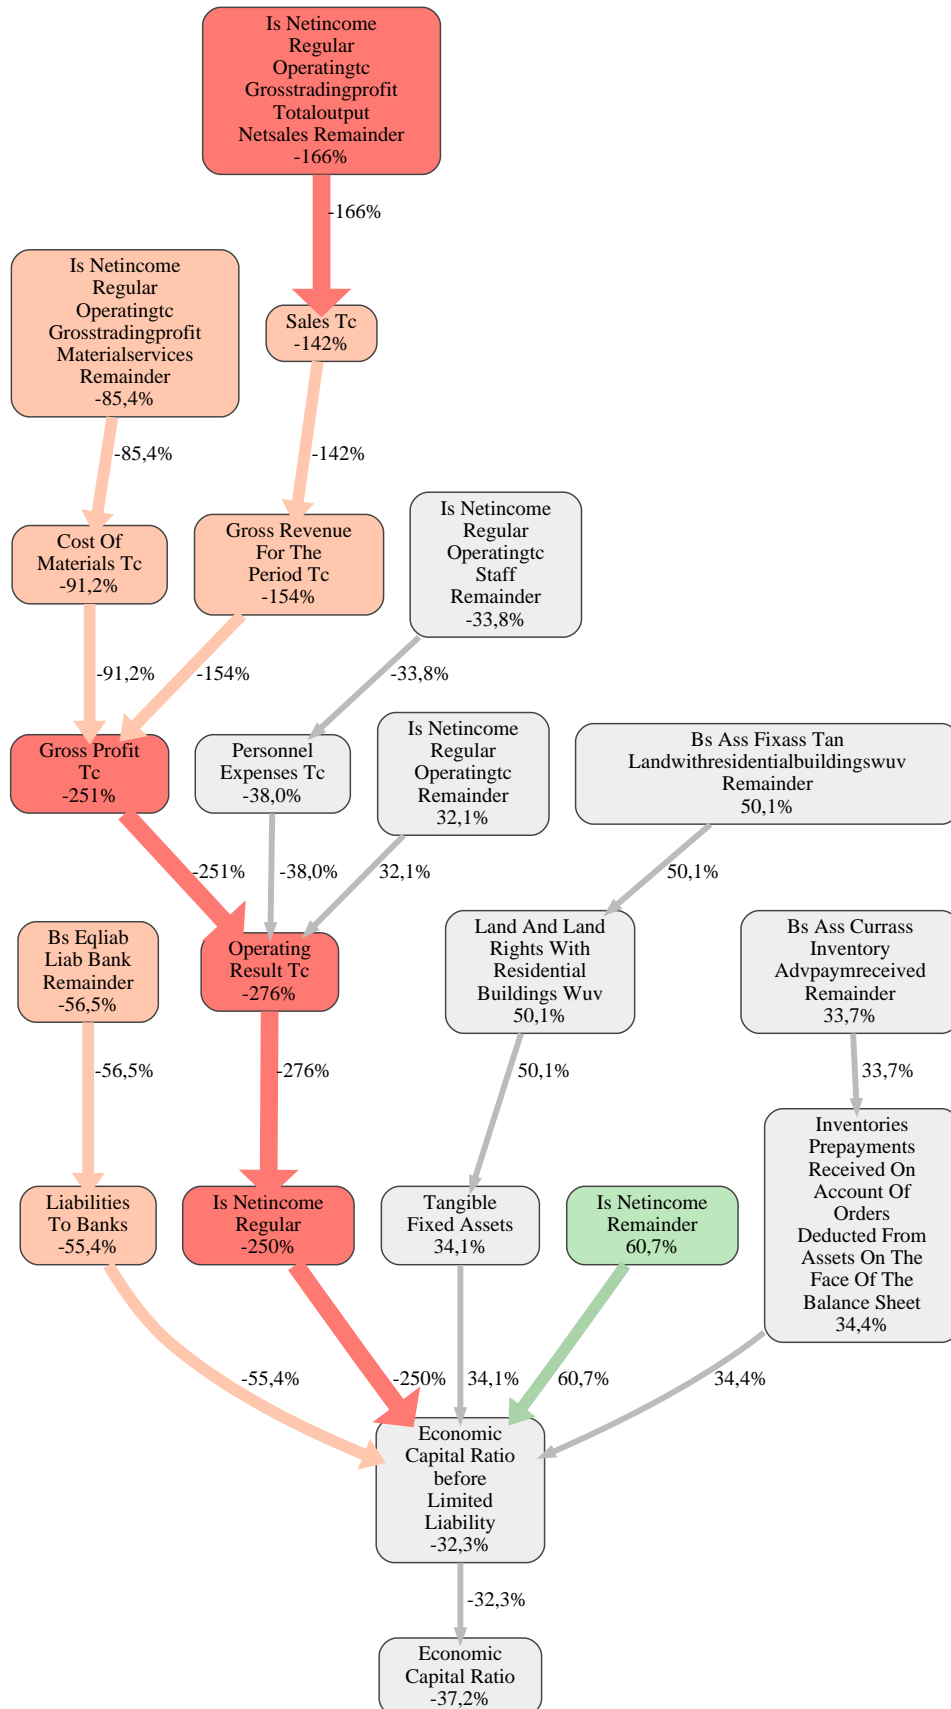 Is Netincome
Regular
Operatingtc
Grosstradingprofit
Totaloutput
Netsales Remainder
-166%
-166%
Is Netincome
Regular
Operatingtc
Grosstradingprofit
Materialservices
Remainder
-85,4%
Sales Tc
-142%
-85,4%
-142%
Cost Of
Materials Tc
-91,2%
Gross Revenue
For The
Period Tc
-154%
Is Netincome
Regular
Operatingtc
Staff
Remainder
-33,8%
-91,2%
-154%
-33,8%
Gross Profit
Tc
-251%
Personnel
Expenses Tc
-38,0%
Is Netincome
Regular
Operatingtc
Remainder
32,1%
Bs Ass Fixass Tan
Landwithresidentialbuildingswuv
Remainder
50,1%
-251%
-38,0%
32,1%
50,1%
Bs Eqliab
Liab Bank
Remainder
-56,5%
Operating
Result Tc
-276%
Land And Land
Rights With
Residential
Buildings Wuv
50,1%
Bs Ass Currass
Inventory
Advpaymreceived
Remainder
33,7%
-56,5%
-276%
50,1%
33,7%
Liabilities
To Banks
-55,4%
Is Netincome
Regular
-250%
Tangible
Fixed Assets
34,1%
Is Netincome
Remainder
60,7%
Inventories
Prepayments
Received On
Account Of
Orders
Deducted From
Assets On The
Face Of The
Balance Sheet
34,4%
-55,4%
-250%
34,1%
60,7%
34,4%
Economic
Capital Ratio
before
Limited
Liability
-32,3%
-32,3%
Economic
Capital Ratio
-37,2%